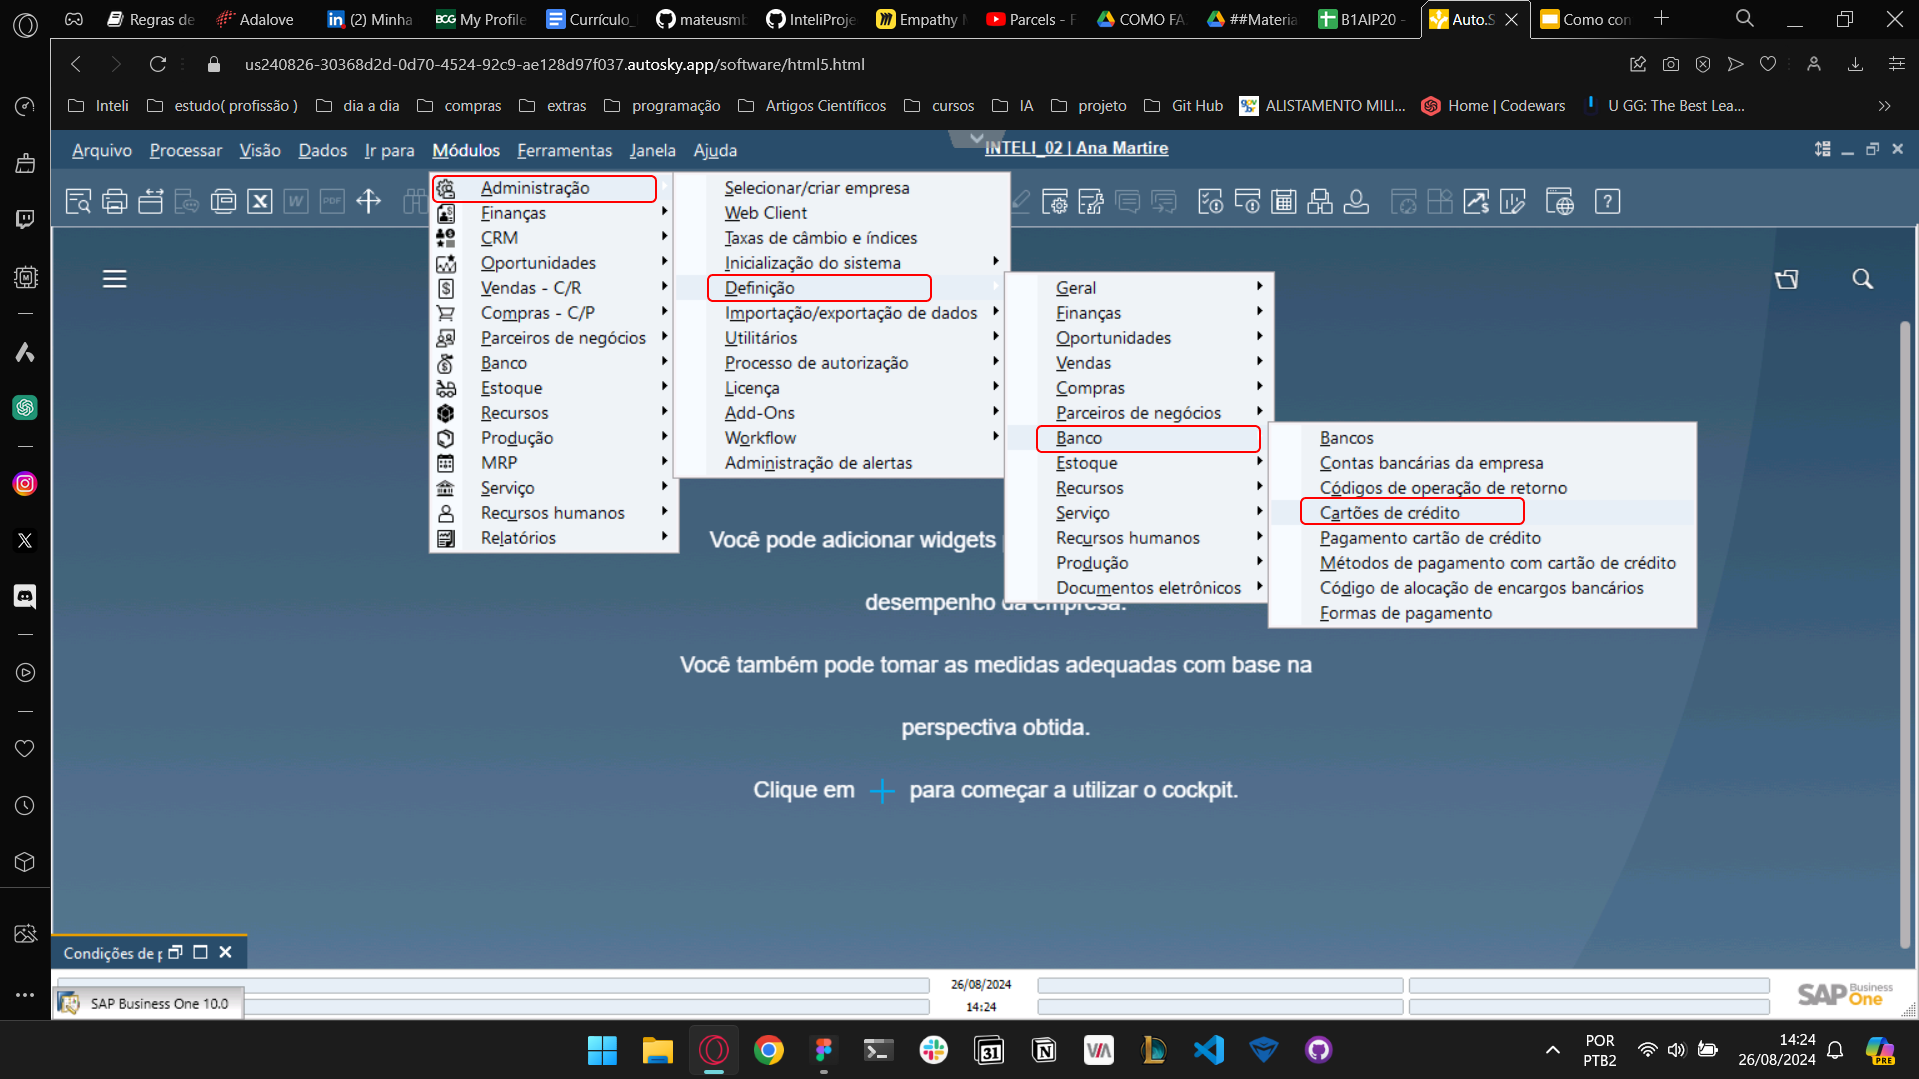 Regras de
Adalove
(2) Minha
BCG My Profile
Currículo_
mateusmb
InteliProje
Empathy M
Parcels - F
COMO FA
##Materia
B1AIP20 -
Auto.S
Como con
us240826-30368d2d-0d70-4524-92c9-ae128d97f037.autosky.app/software/html5.html
Inteli
estudo( profissão )
dia a dia
compras
extras
programação
Artigos Científicos
cursos
IA
projeto
Git Hub
ALISTAMENTO MILI...
Home | Codewars
U GG: The Best Lea...
Arquivo Processar Visão Dados Ir para Módulos Ferramentas Janela Ajuda
INTELI_02 | Ana Martire
Administração
Finanças
CRM
Oportunidades
Vendas - C/R
Compras - C/P
Parceiros de negócios
Banco
Estoque
Recursos
Produção
MRP
Serviço
Recursos humanos
Relatórios
Selecionar/criar empresa
Web Client
Taxas de câmbio e índices
Inicialização do sistema
Definição
Importação/exportação de dados
Utilitários
Processo de autorização
Licença
Add-Ons
Workflow
Administração de alertas
Geral
Finanças
Oportunidades
Vendas
Compras
Parceiros de negócios
Banco
Estoque
Recursos
Serviço
Recursos humanos
Produção
Documentos eletrônicos
Bancos
Contas bancárias da empresa
Códigos de operação de retorno
Cartões de crédito
Pagamento cartão de crédito
Métodos de pagamento com cartão de crédito
Código de alocação de encargos bancários
Formas de pagamento
Você pode adicionar widgets
desempenho da empresa.
Você também pode tomar as medidas adequadas com base na
perspectiva obtida.
Clique em + para começar a utilizar o cockpit.
Condições de p
SAP Business One 10.0
26/08/2024
14:24
SAP Business One
POR
PTB2
14:24
26/08/2024